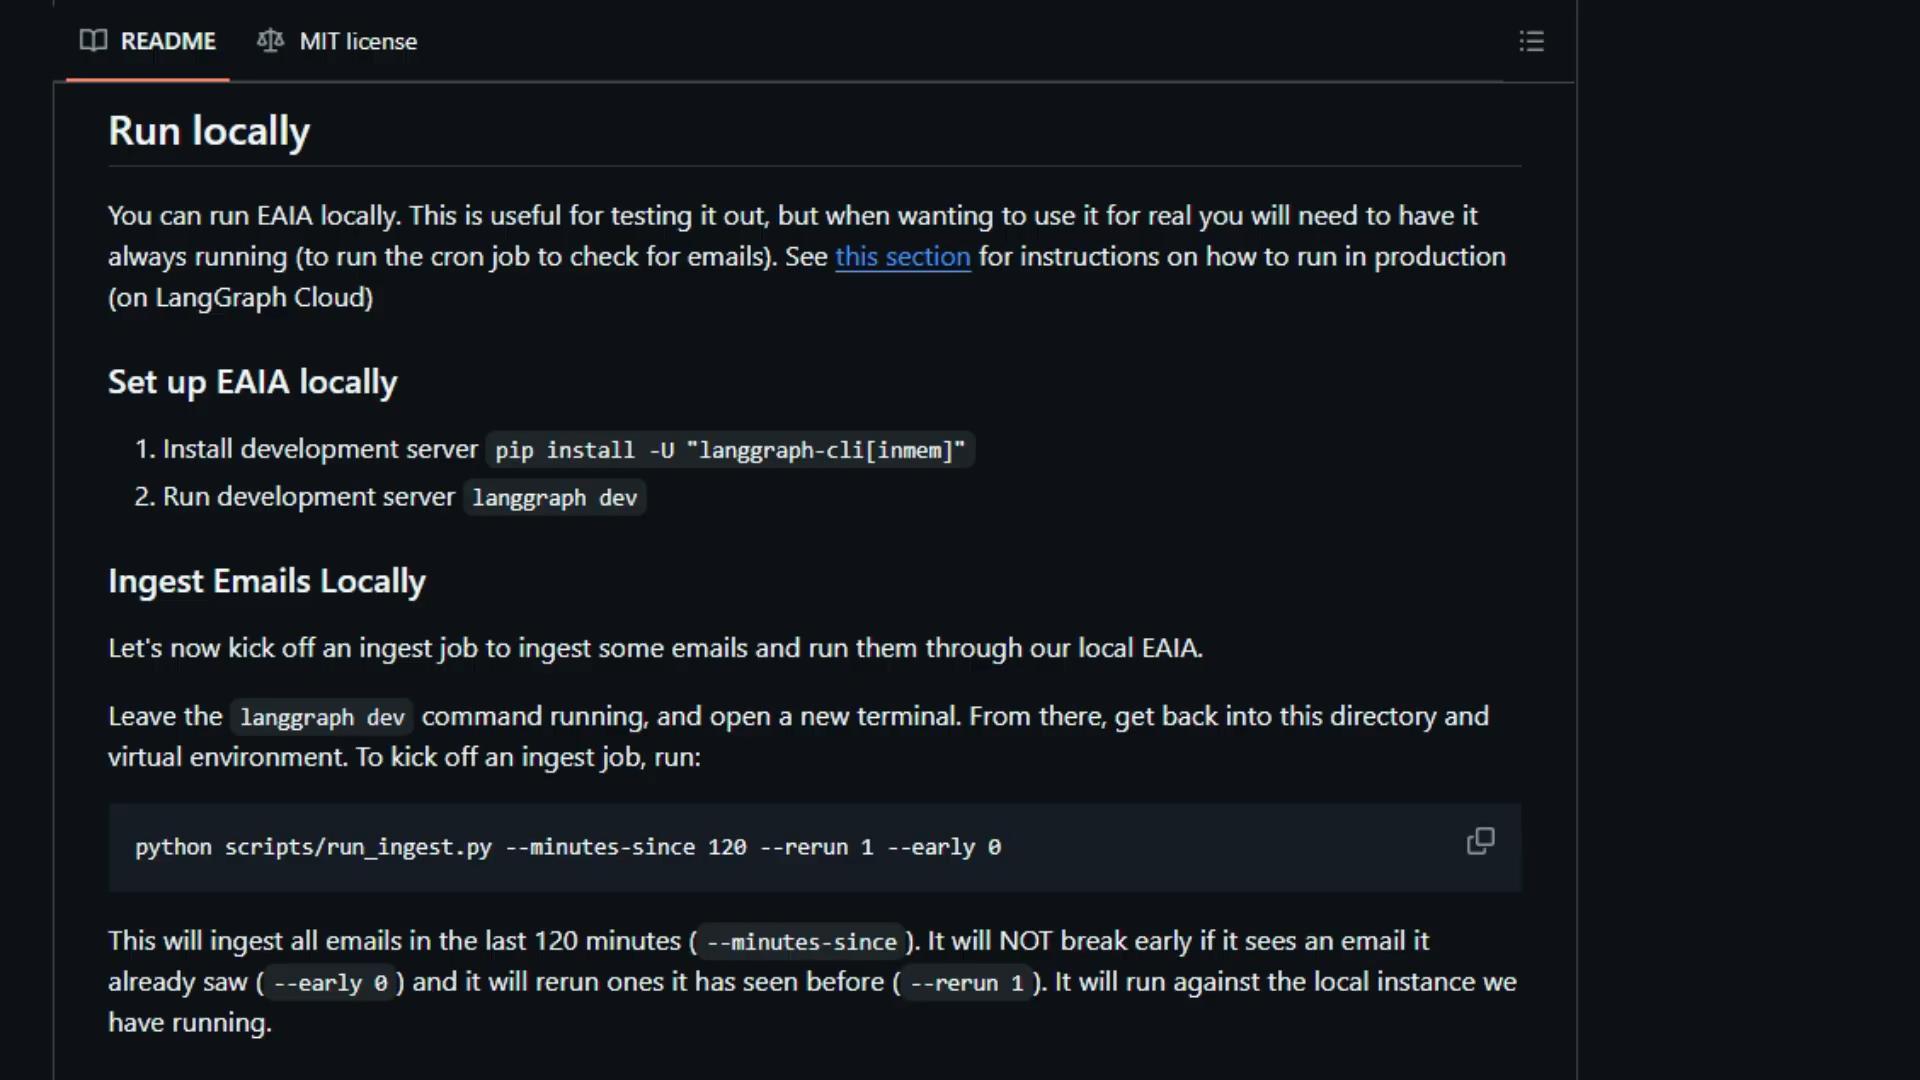 README MIT license
Run locally
You can run EAIA locally. This is useful for testing it out, but when wanting to use it for real you will need to have it
always running (to run the cron job to check for emails). See this section for instructions on how to run in production
(on LangGraph Cloud)
Set up EAIA locally
1. Install development server pip install -U "langgraph-cli[inmem]"
2. Run development server langgraph dev
Ingest Emails Locally
Let's now kick off an ingest job to ingest some emails and run them through our local EAIA.
Leave the langgraph dev command running, and open a new terminal. From there, get back into this directory and
virtual environment. To kick off an ingest job, run:
python scripts/run_ingest.py --minutes-since 120 --rerun 1 --early 0
This will ingest all emails in the last 120 minutes ( --minutes-since ). It will NOT break early if it sees an email it
already saw ( --early 0 ) and it will rerun ones it has seen before ( --rerun 1 ). It will run against the local instance we
have running.